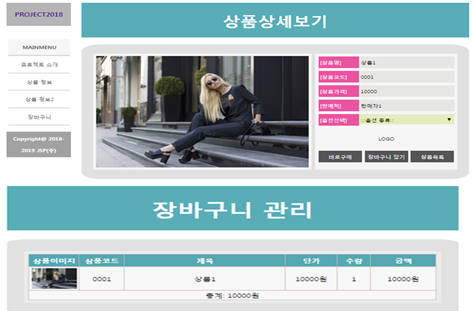 PROJECT2018
상품상세보기
MAINMENU
프로젝트 소개
상품 정보
상품 정보2
장바구니
Copyright@ 2018-
2019 JSP(주)
[상품명] 상품1
[상품코드] 0001
[상품가격] 10000
[판매자] 판매자1
[옵션선택] ::옵션 종류::
LOGO
바로구매 장바구니 담기 상품목록
장바구니 관리
상품이미지 상품코드 제목 단가 수량 금액
0001 상품1 10000원 1 10000원
총계: 10000원